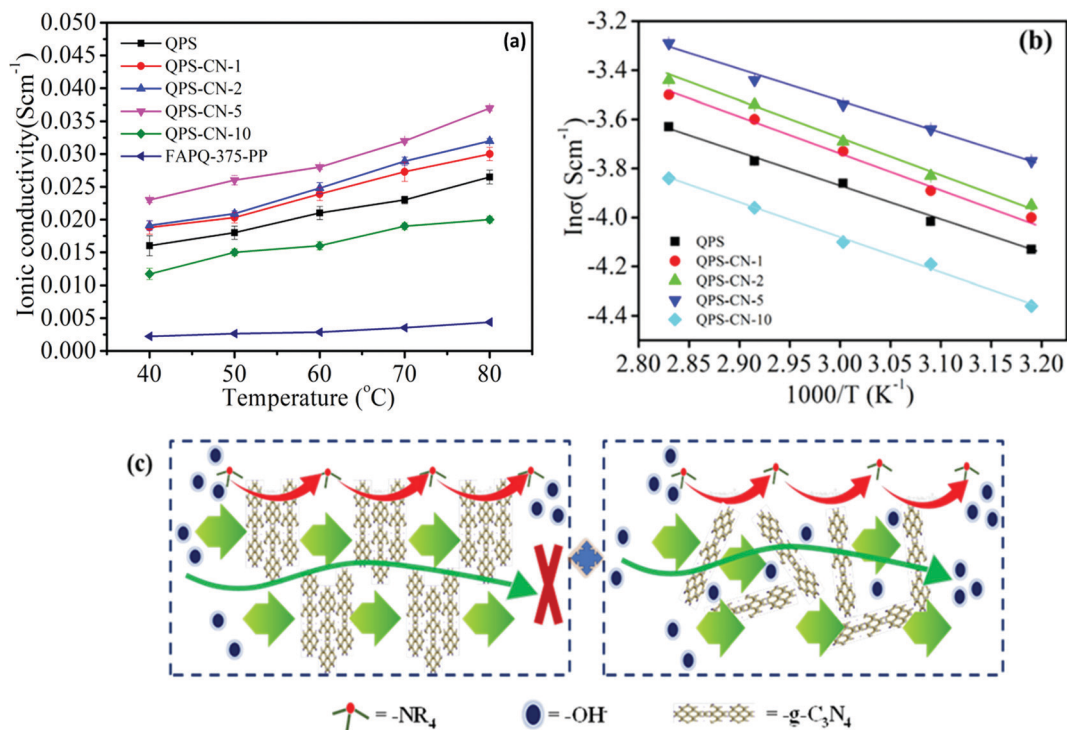 (a)
Ionic conductivity(Scm⁻¹)
0.050
0.045
0.040
0.035
0.030
0.025
0.020
0.015
0.010
0.005
0.000
QPS
QPS-CN-1
QPS-CN-2
QPS-CN-5
QPS-CN-10
FAPQ-375-PP
40 50 60 70 80
Temperature (°C)
(b)
Inσ( Scm⁻¹)
-3.2
-3.4
-3.6
-3.8
-4.0
-4.2
-4.4
QPS
QPS-CN-1
QPS-CN-2
QPS-CN-5
QPS-CN-10
2.80 2.85 2.90 2.95 3.00 3.05 3.10 3.15 3.20
1000/T (K⁻¹)
(c)
= -NR₄ = -OH⁻ = -g-C₃N₄